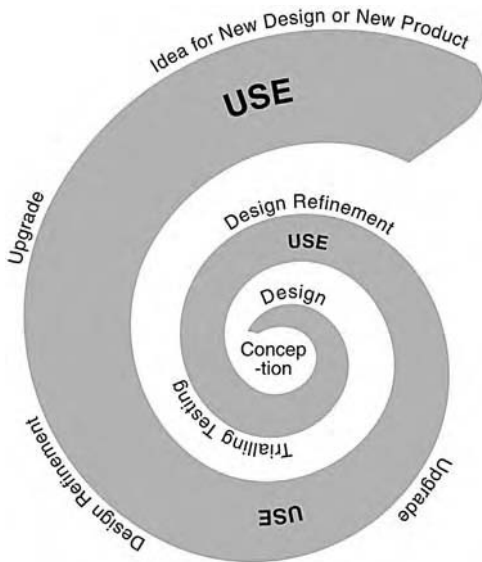 Idea for New Design or New Product
USE
Upgrade
Design Refinement
USE
Design
Concep
-tion
Trialling Testing
Design Refinement
Upgrade
USE